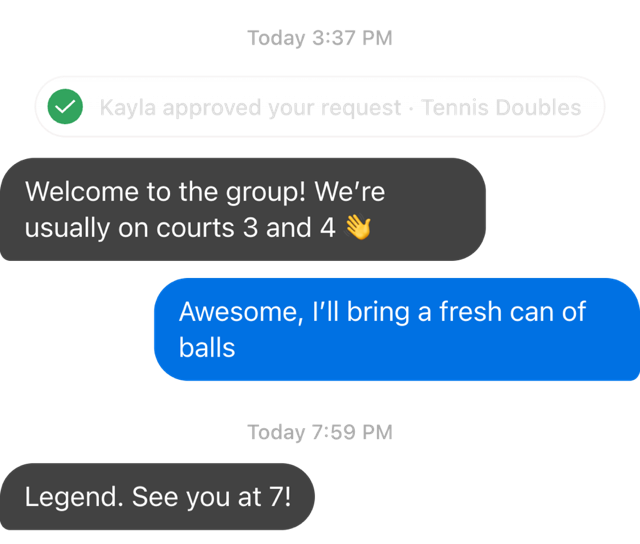 Today 3:37 PM
Kayla approved your request · Tennis Doubles
Welcome to the group! We’re
usually on courts 3 and 4 👋
Awesome, I’ll bring a fresh can of
balls
Today 7:59 PM
Legend. See you at 7!